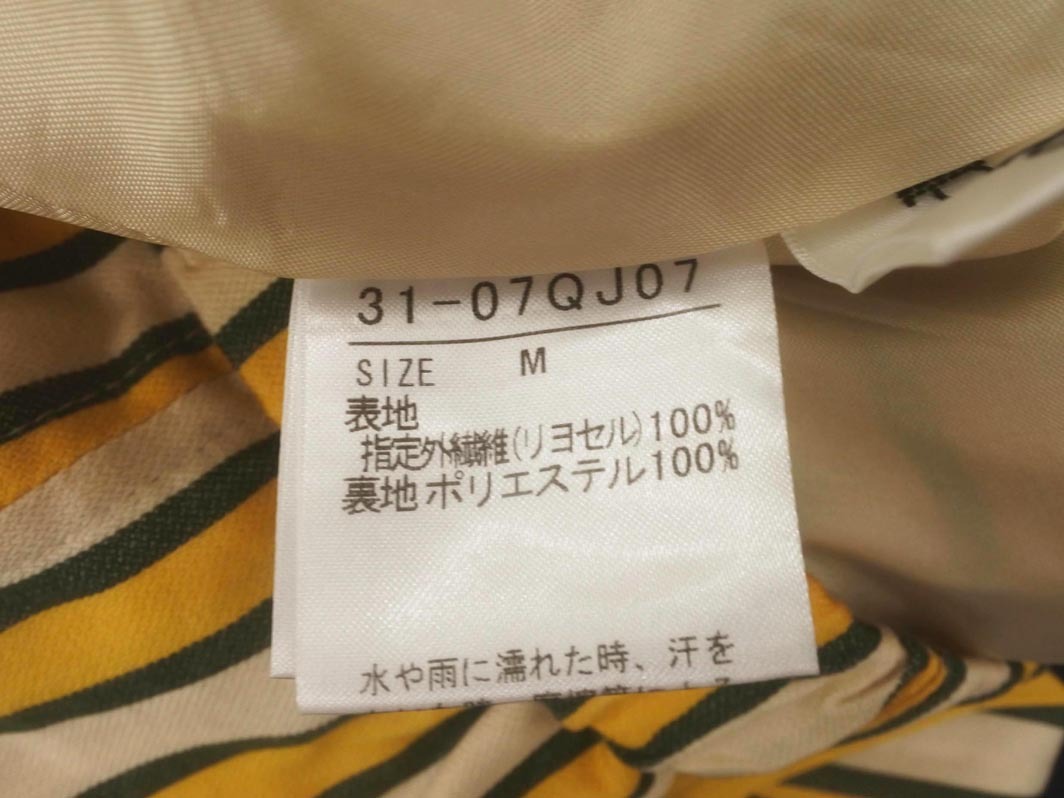 31-07QJ07
SIZE M
表地
指定外繊維(リヨセル)100%
裏地 ポリエステル100%
水や雨に濡れた時、汗を